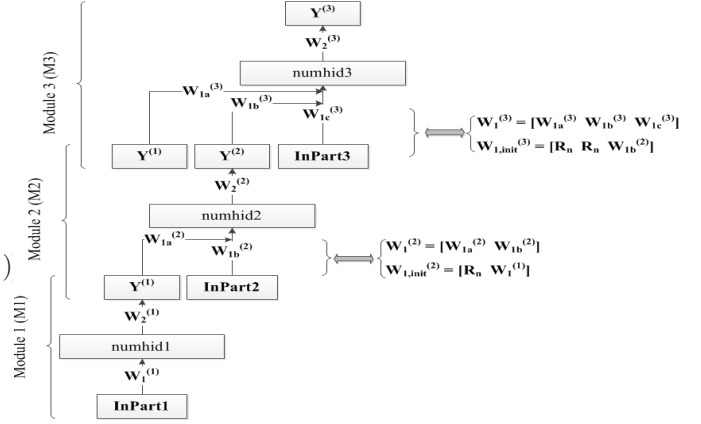 Y(3)
W2(3)
numhid3
W1a(3)
W1b(3)
W1c(3)
Y(1) Y(2) InPart3
W1(3) = [W1a(3) W1b(3) W1c(3)]
W1,init(3) = [Rn Rn W1b(2)]
Module 3 (M3)
W2(2)
numhid2
W1a(2)
W1b(2)
Y(1) InPart2
W1(2) = [W1a(2) W1b(2)]
W1,init(2) = [Rn W1(1)]
Module 2 (M2)
)
W2(1)
numhid1
W1(1)
InPart1
Module 1 (M1)